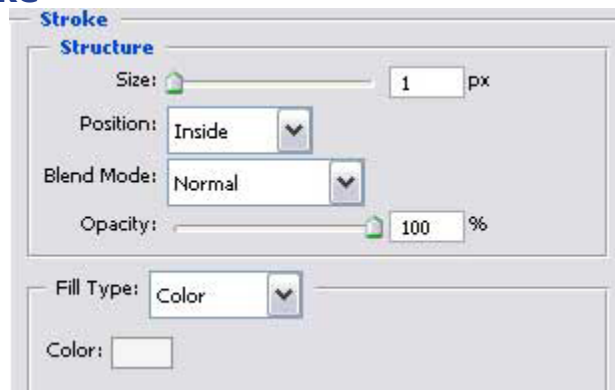 Stroke
Structure
Size: 1 px
Position: Inside
Blend Mode: Normal
Opacity: 100 %
Fill Type: Color
Color: